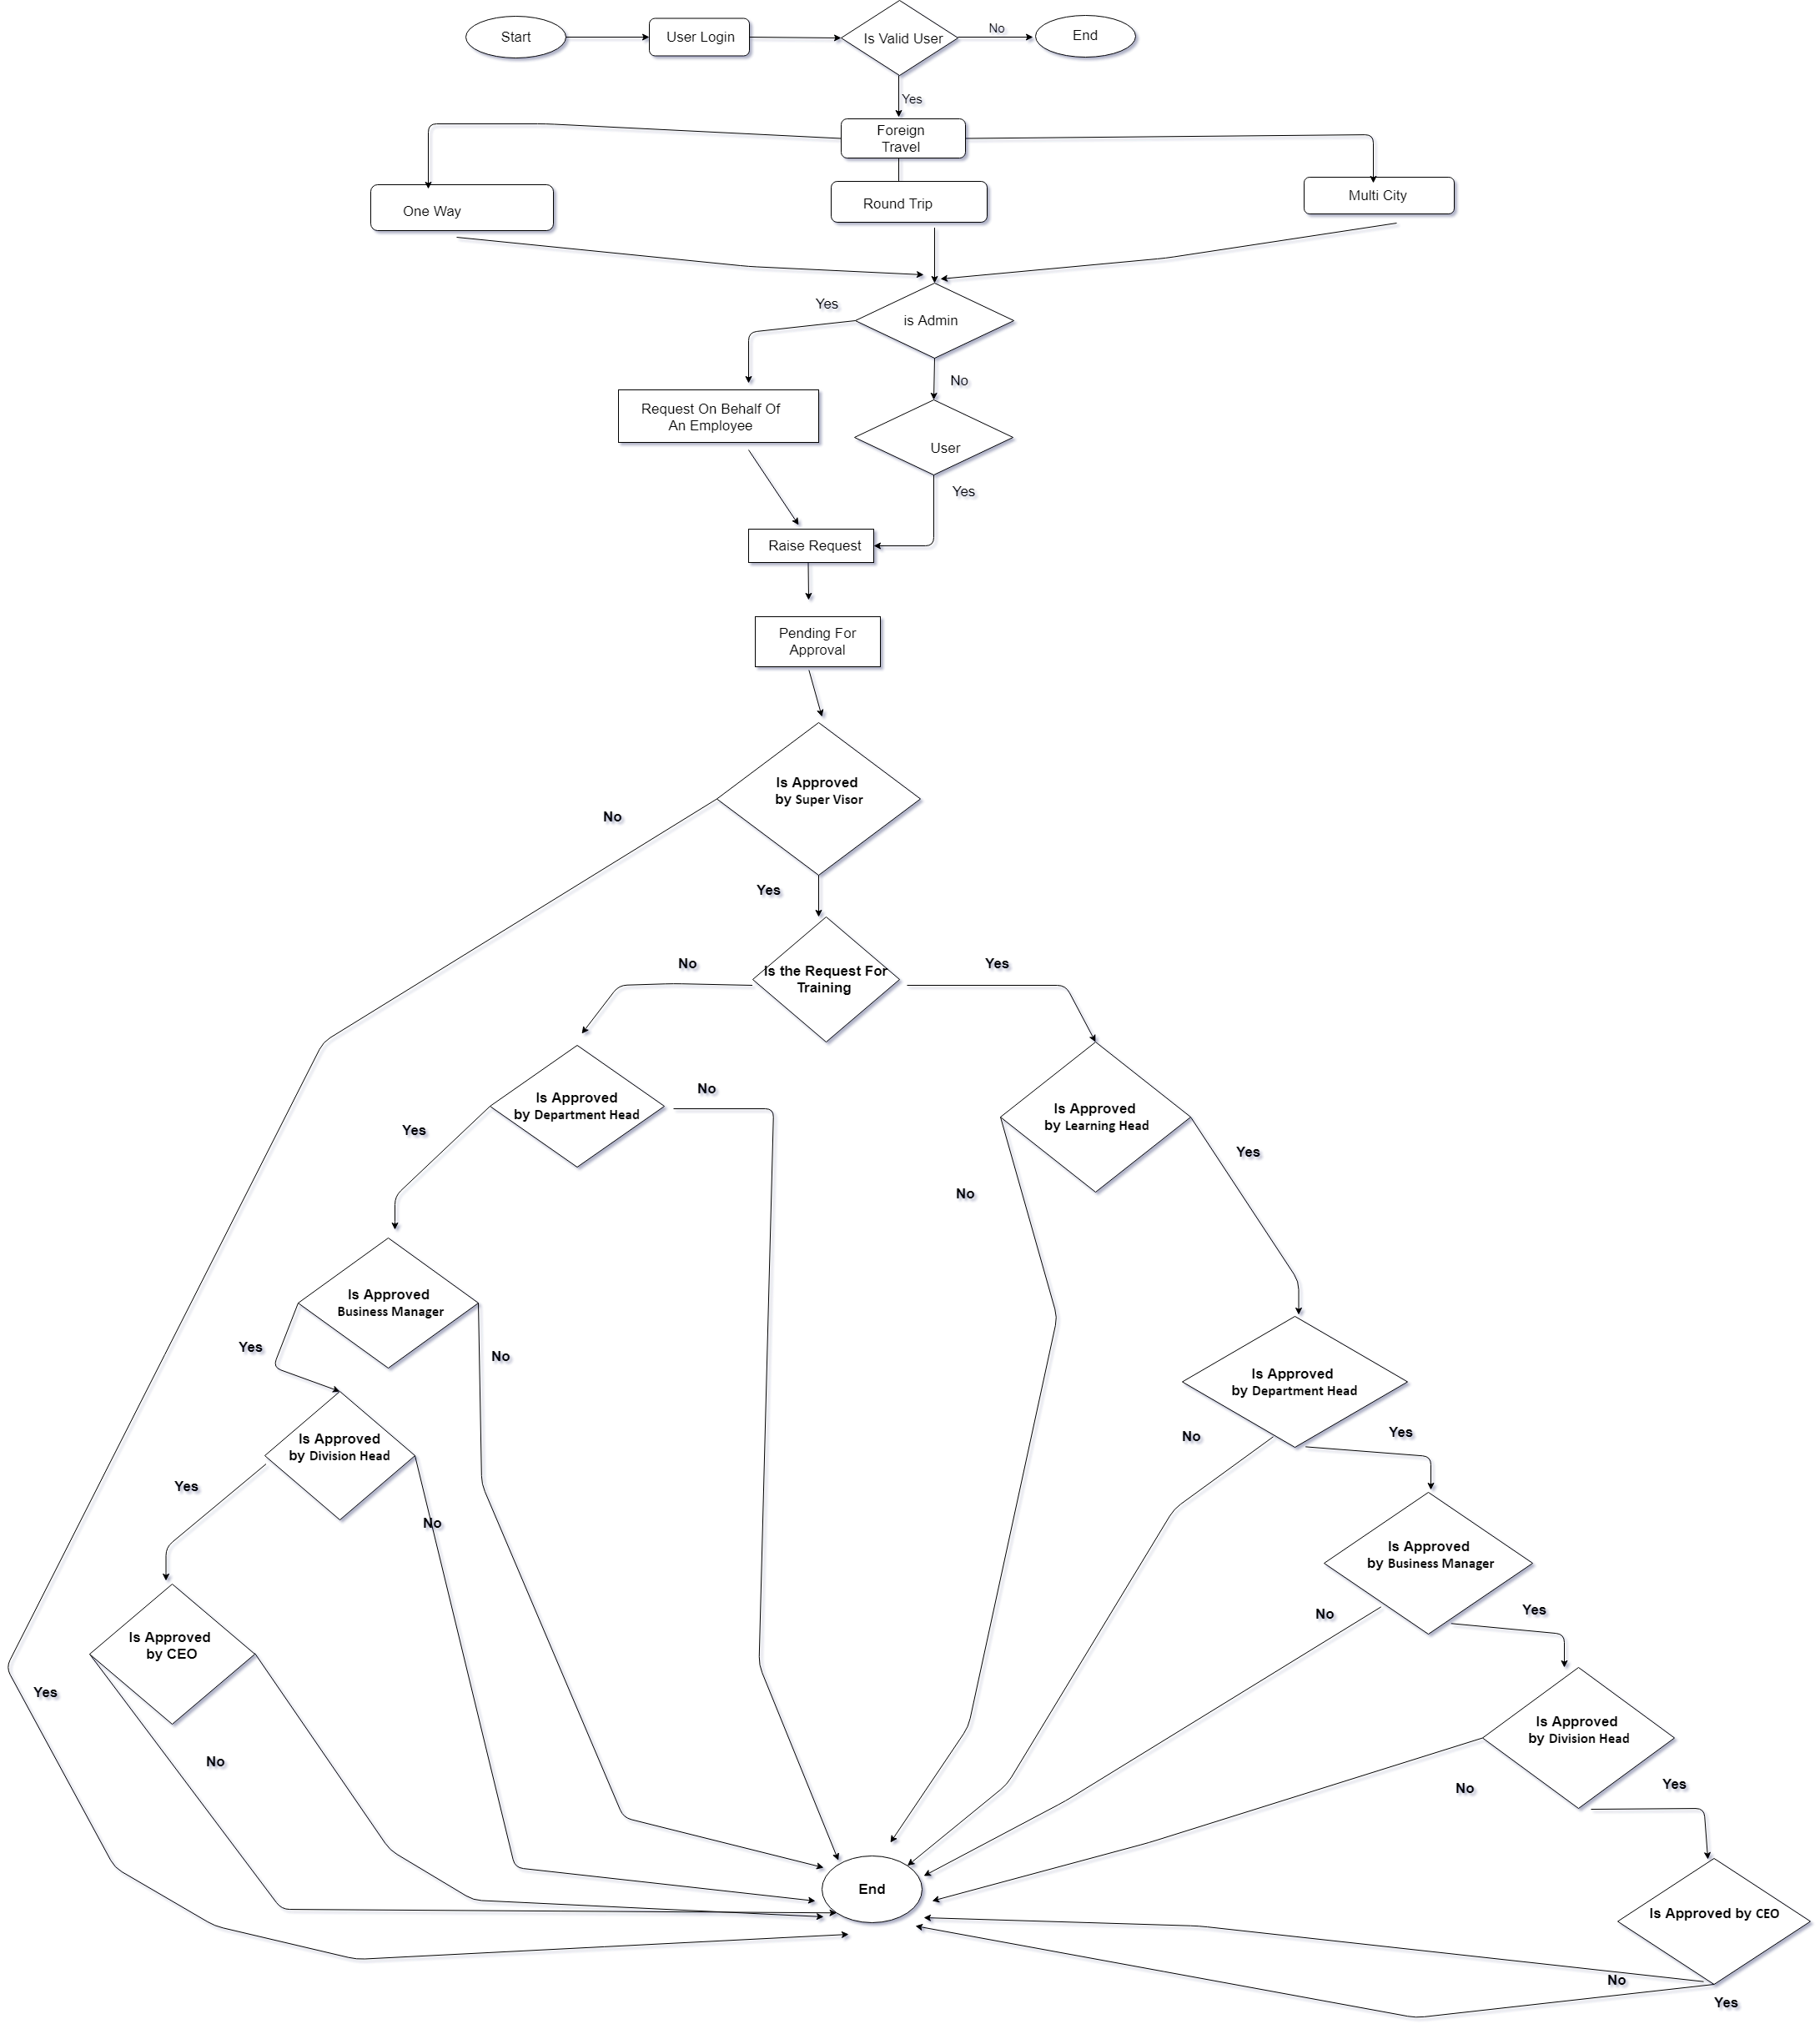 Start
User Login
Is Valid User
No
End
Yes
Foreign
Travel
One Way
Round Trip
Multi City
Yes
is Admin
No
Request On Behalf Of
An Employee
User
Yes
Raise Request
Pending For
Approval
Is Approved
by Super Visor
No
Yes
No
Is the Request For
Training
Yes
Is Approved
by Department Head
No
Yes
Is Approved
by Learning Head
Yes
No
Is Approved
Business Manager
Yes
No
Is Approved
by Department Head
No
Yes
Is Approved
by Division Head
Yes
No
Is Approved
by Business Manager
No
Yes
Is Approved
by CEO
Yes
No
Is Approved
by Division Head
No
Yes
End
Is Approved by CEO
No
Yes